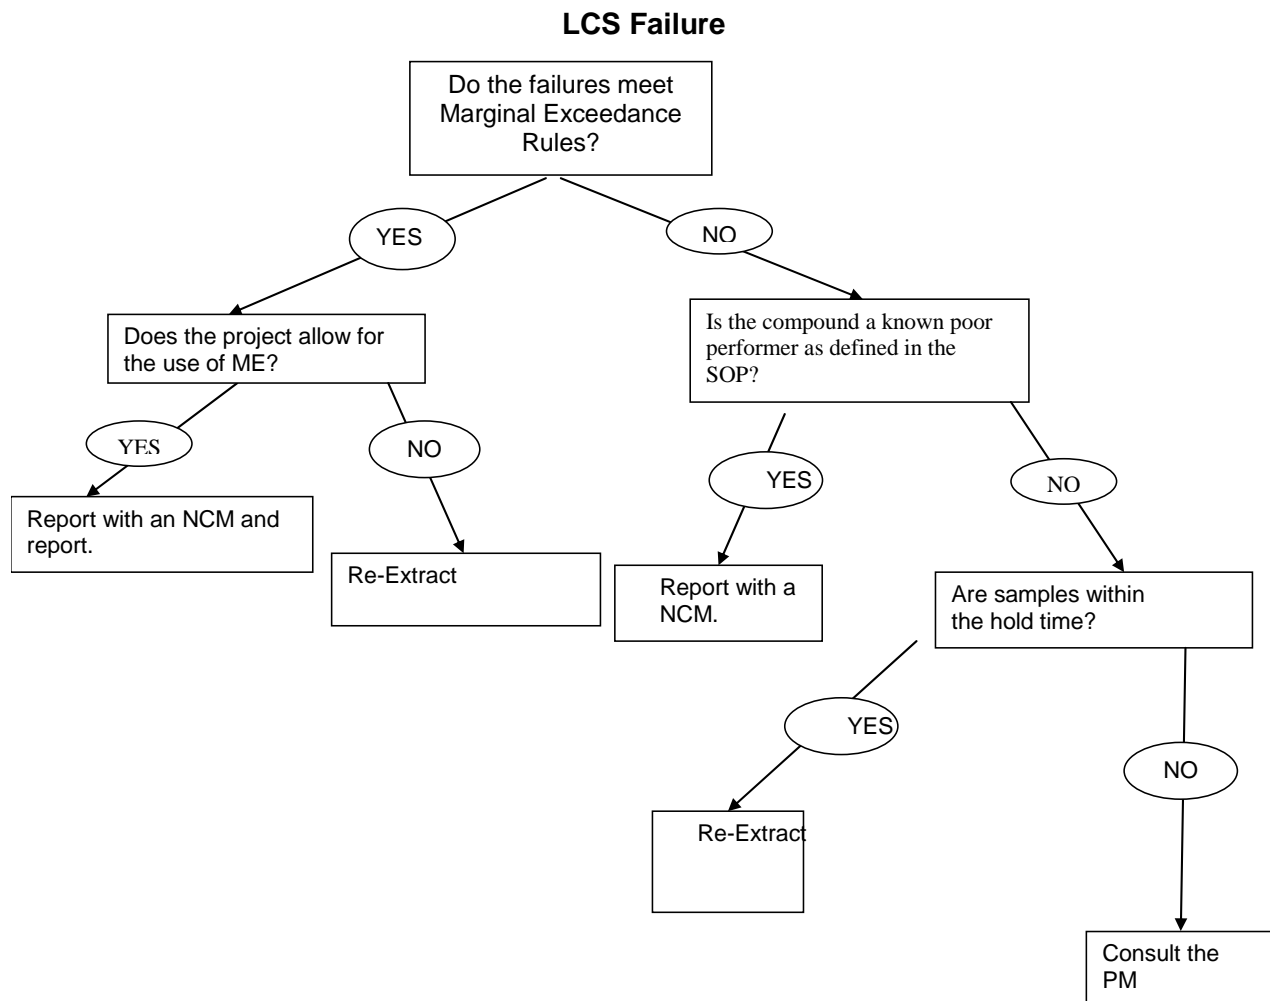 LCS Failure
Do the failures meet
Marginal Exceedance
Rules?
YES
NO
Does the project allow for
the use of ME?
Is the compound a known poor
performer as defined in the
SOP?
YES
NO
YES
NO
Report with an NCM and
report.
Re-Extract
Report with a
NCM.
Are samples within
the hold time?
YES
NO
Re-Extract
Consult the
PM